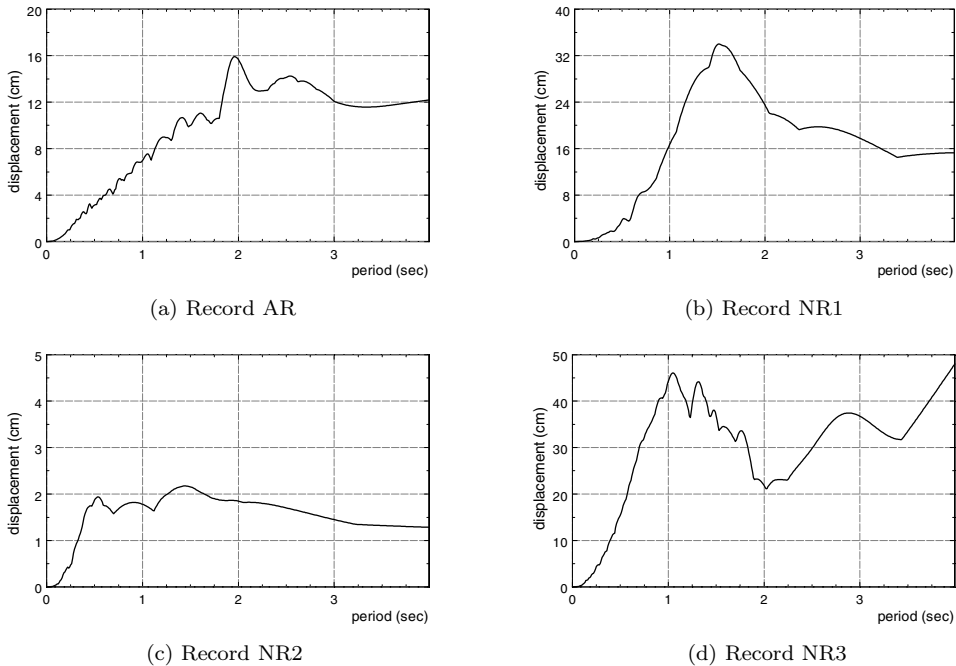 20
16
12
8
4
0
displacement (cm)
0 1 2 3
period (sec)
(a) Record AR
40
32
24
16
8
0
displacement (cm)
0 1 2 3
period (sec)
(b) Record NR1
5
4
3
2
1
0
displacement (cm)
0 1 2 3
period (sec)
(c) Record NR2
50
40
30
20
10
0
displacement (cm)
0 1 2 3
period (sec)
(d) Record NR3